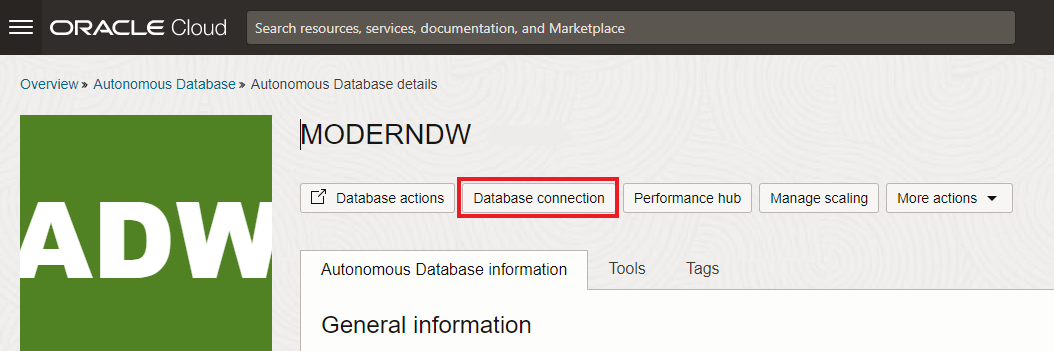 ORACLE Cloud Search resources, services, documentation, and Marketplace
Overview » Autonomous Database » Autonomous Database details
ADW
MODERNDW
Database actions Database connection Performance hub Manage scaling More actions
Autonomous Database information Tools Tags
General information